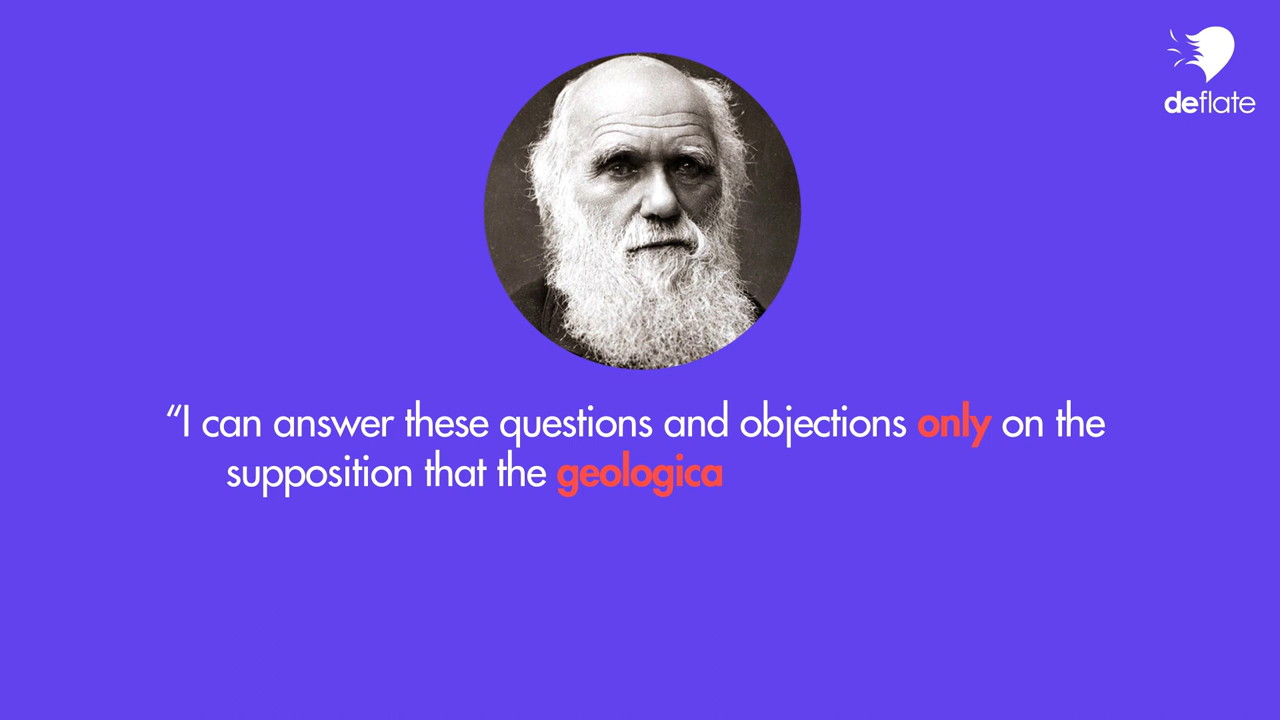 deflate
“I can answer these questions and objections only on the
supposition that the geologica